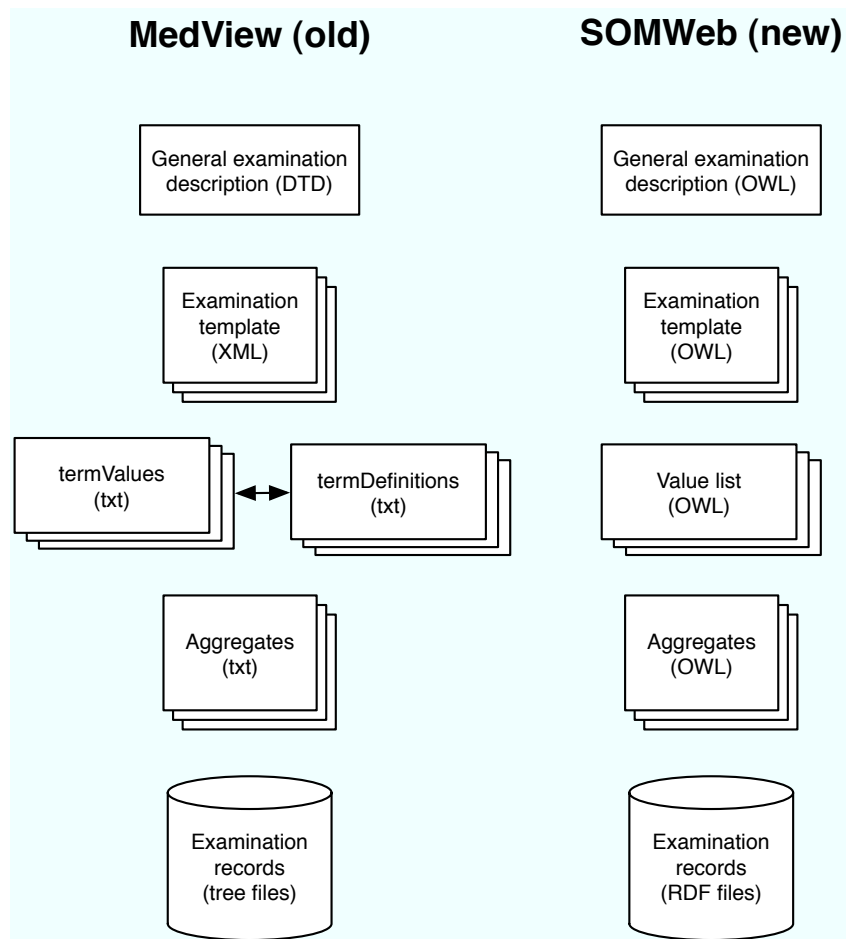 MedView (old)
SOMWeb (new)
General examination
description (DTD)
General examination
description (OWL)
Examination
template
(XML)
Examination
template
(OWL)
termValues
(txt)
termDefinitions
(txt)
Value list
(OWL)
Aggregates
(txt)
Aggregates
(OWL)
Examination
records
(tree files)
Examination
records
(RDF files)